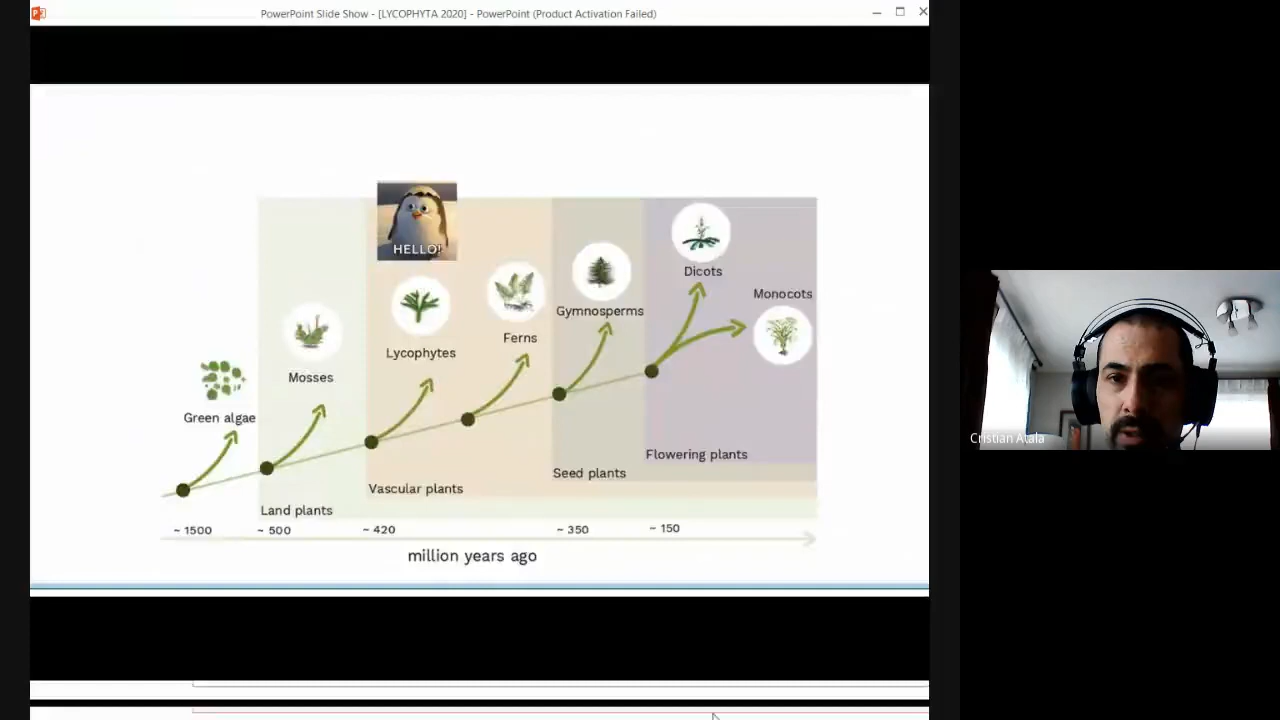 PowerPoint Slide Show - [LYCOPHYTA 2020] - PowerPoint (Product Activation Failed)
HELLO!
Dicots
Monocots
Gymnosperms
Ferns
Lycophytes
Mosses
Green algae
Flowering plants
Seed plants
Vascular plants
Land plants
~ 1500
~ 500
~ 420
~ 350
~ 150
million years ago
Cristian Atala